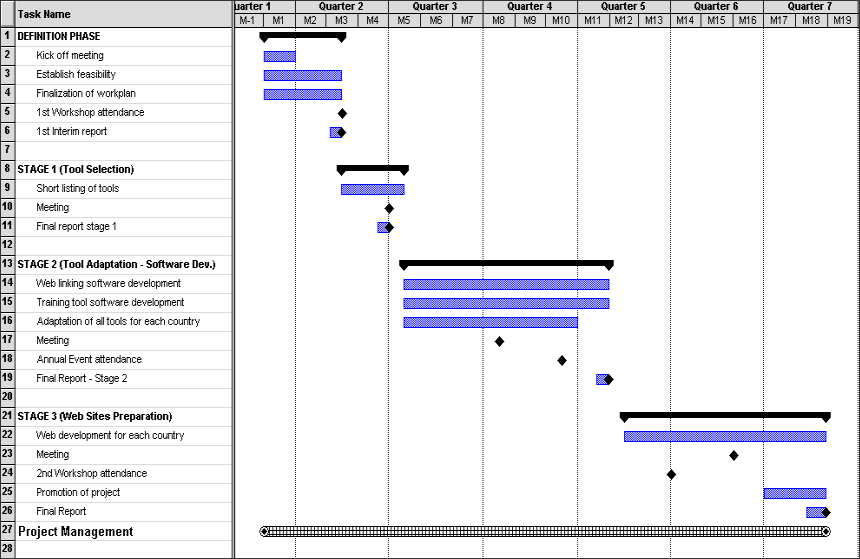 Task Name
uarter 1 Quarter 2 Quarter 3 Quarter 4 Quarter 5 Quarter 6 Quarter 7
M-1 M1 M2 M3 M4 M5 M6 M7 M8 M9 M10 M11 M12 M13 M14 M15 M16 M17 M18 M19
1 DEFINITION PHASE
2 Kick off meeting
3 Establish feasibility
4 Finalization of workplan
5 1st Workshop attendance
6 1st Interim report
7
8 STAGE 1 (Tool Selection)
9 Short listing of tools
10 Meeting
11 Final report stage 1
12
13 STAGE 2 (Tool Adaptation - Software Dev.)
14 Web linking software development
15 Training tool software development
16 Adaptation of all tools for each country
17 Meeting
18 Annual Event attendance
19 Final Report - Stage 2
20
21 STAGE 3 (Web Sites Preparation)
22 Web development for each country
23 Meeting
24 2nd Workshop attendance
25 Promotion of project
26 Final Report
27 Project Management
28